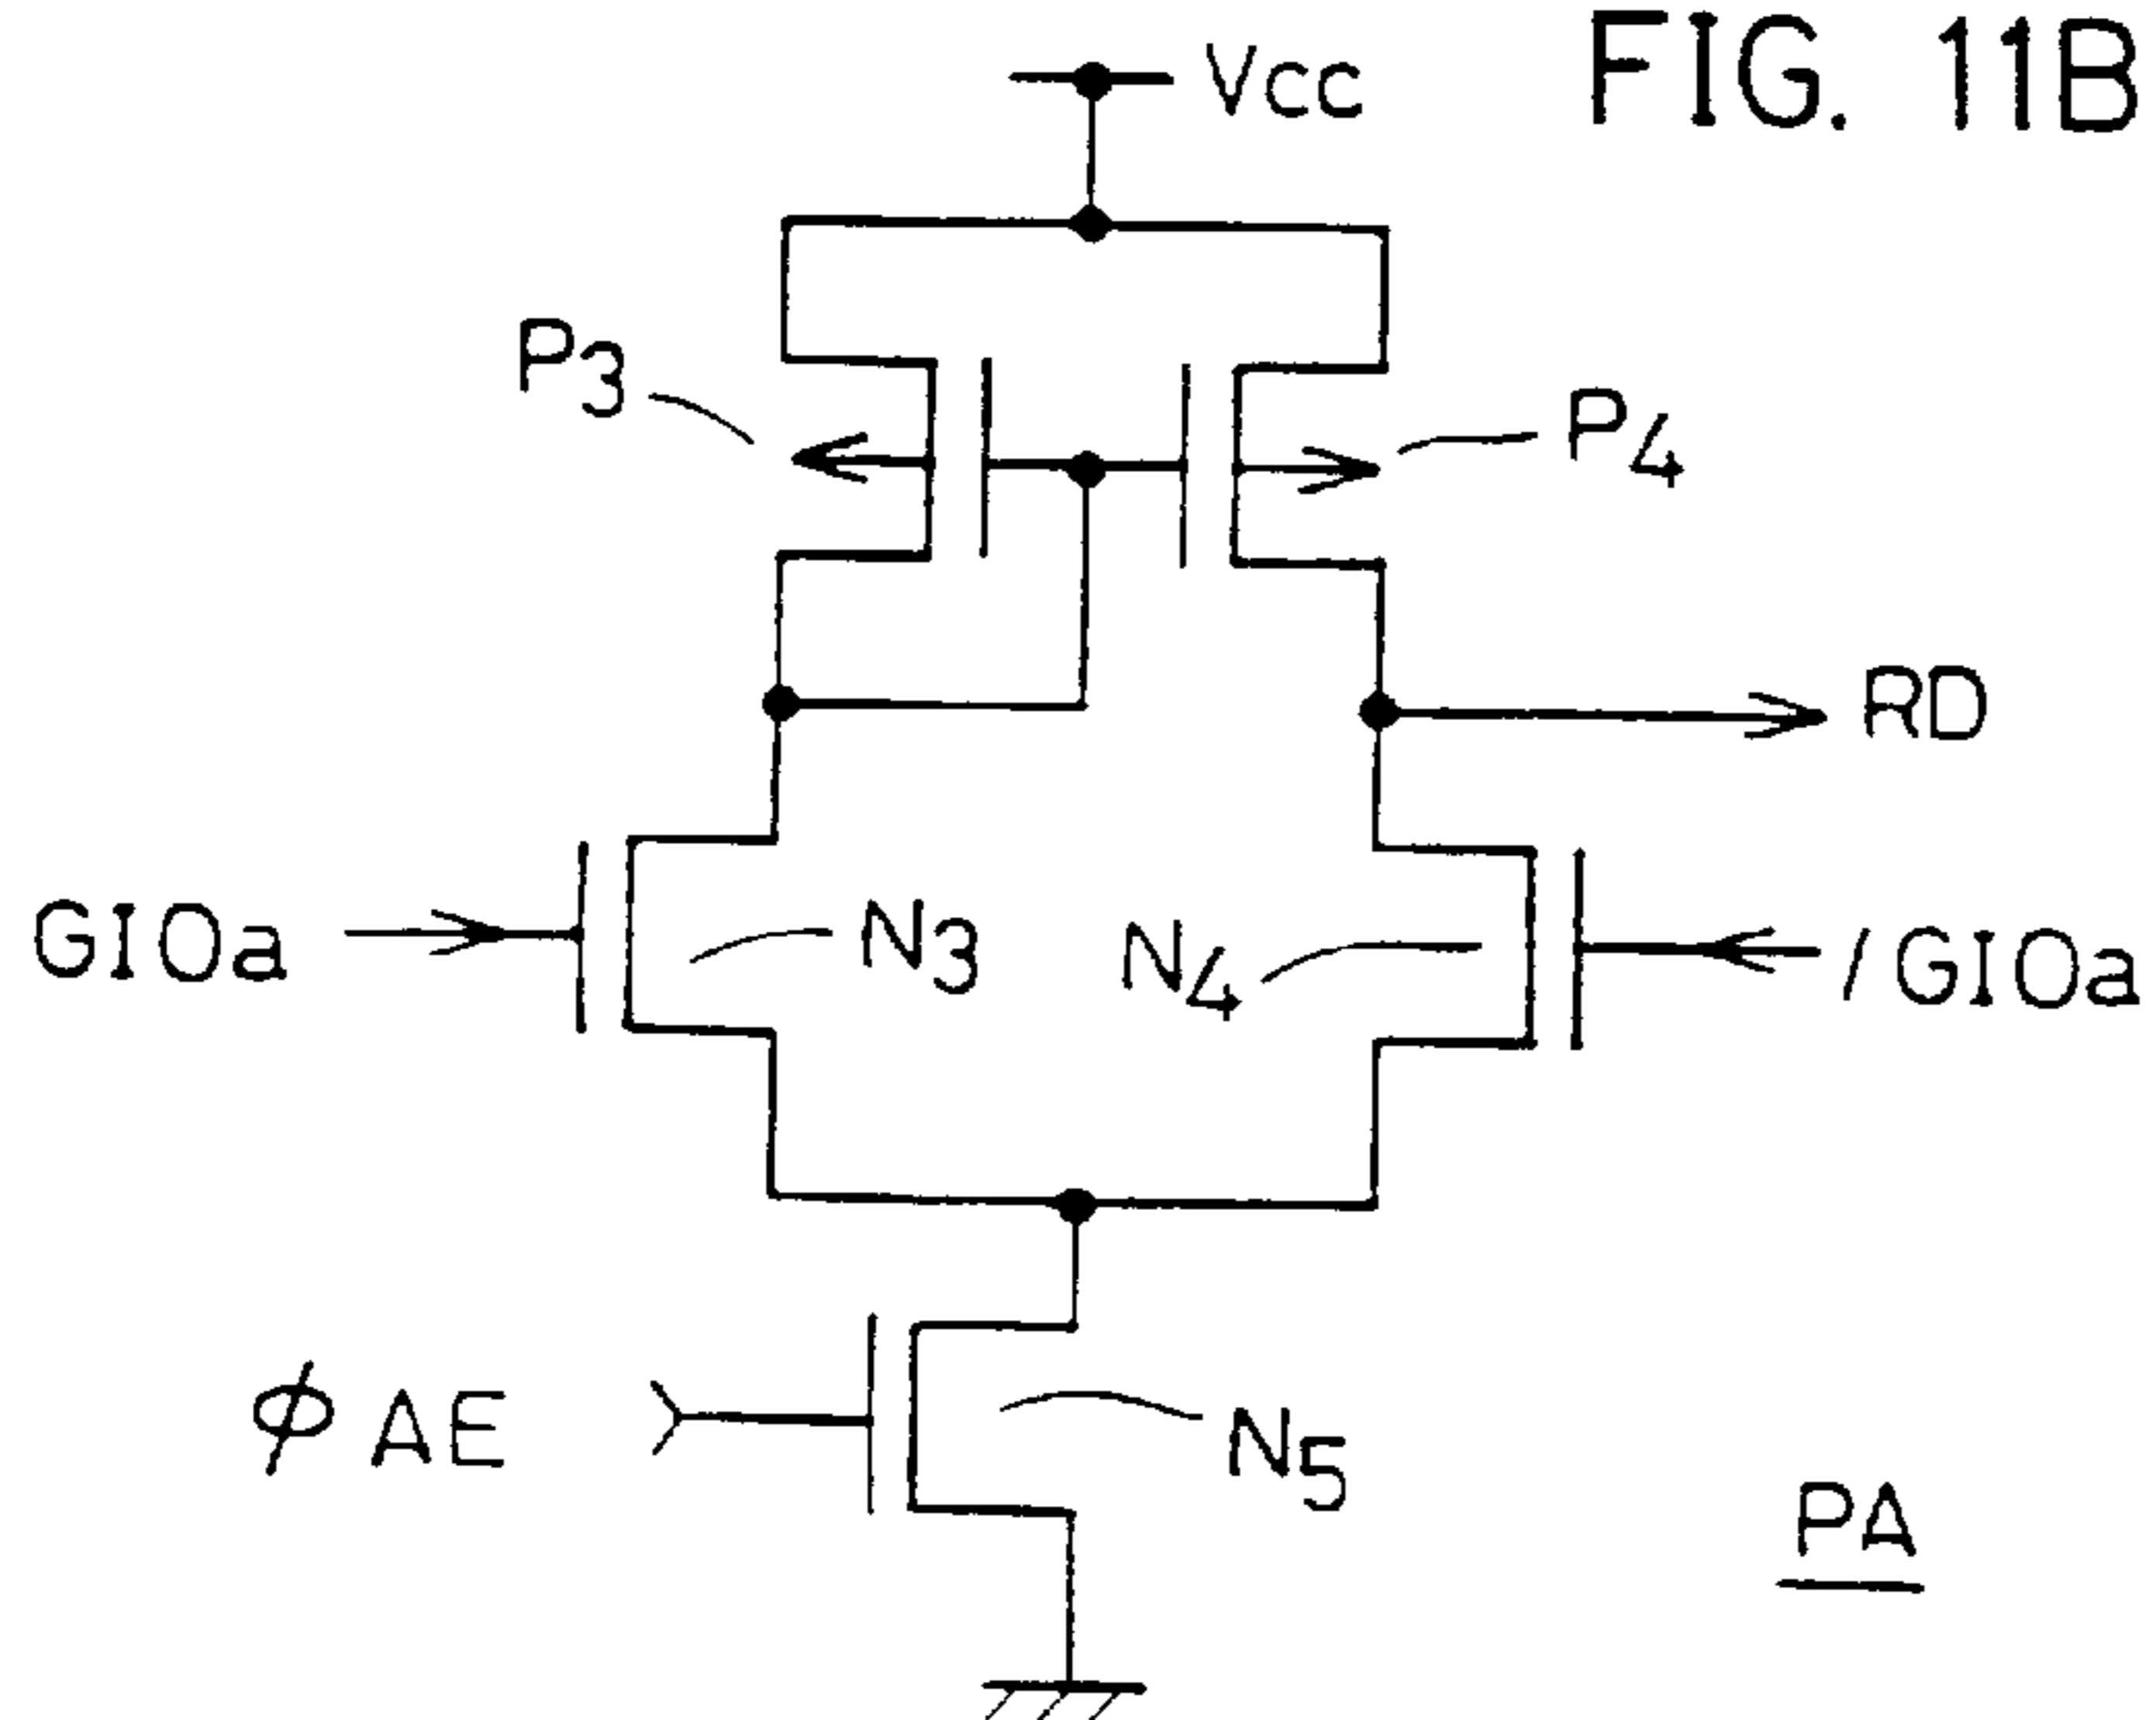 FIG. 11B
Vcc
P3
P4
RD
GIOa
N3
N4
/GIOa
φAE
N5
PA